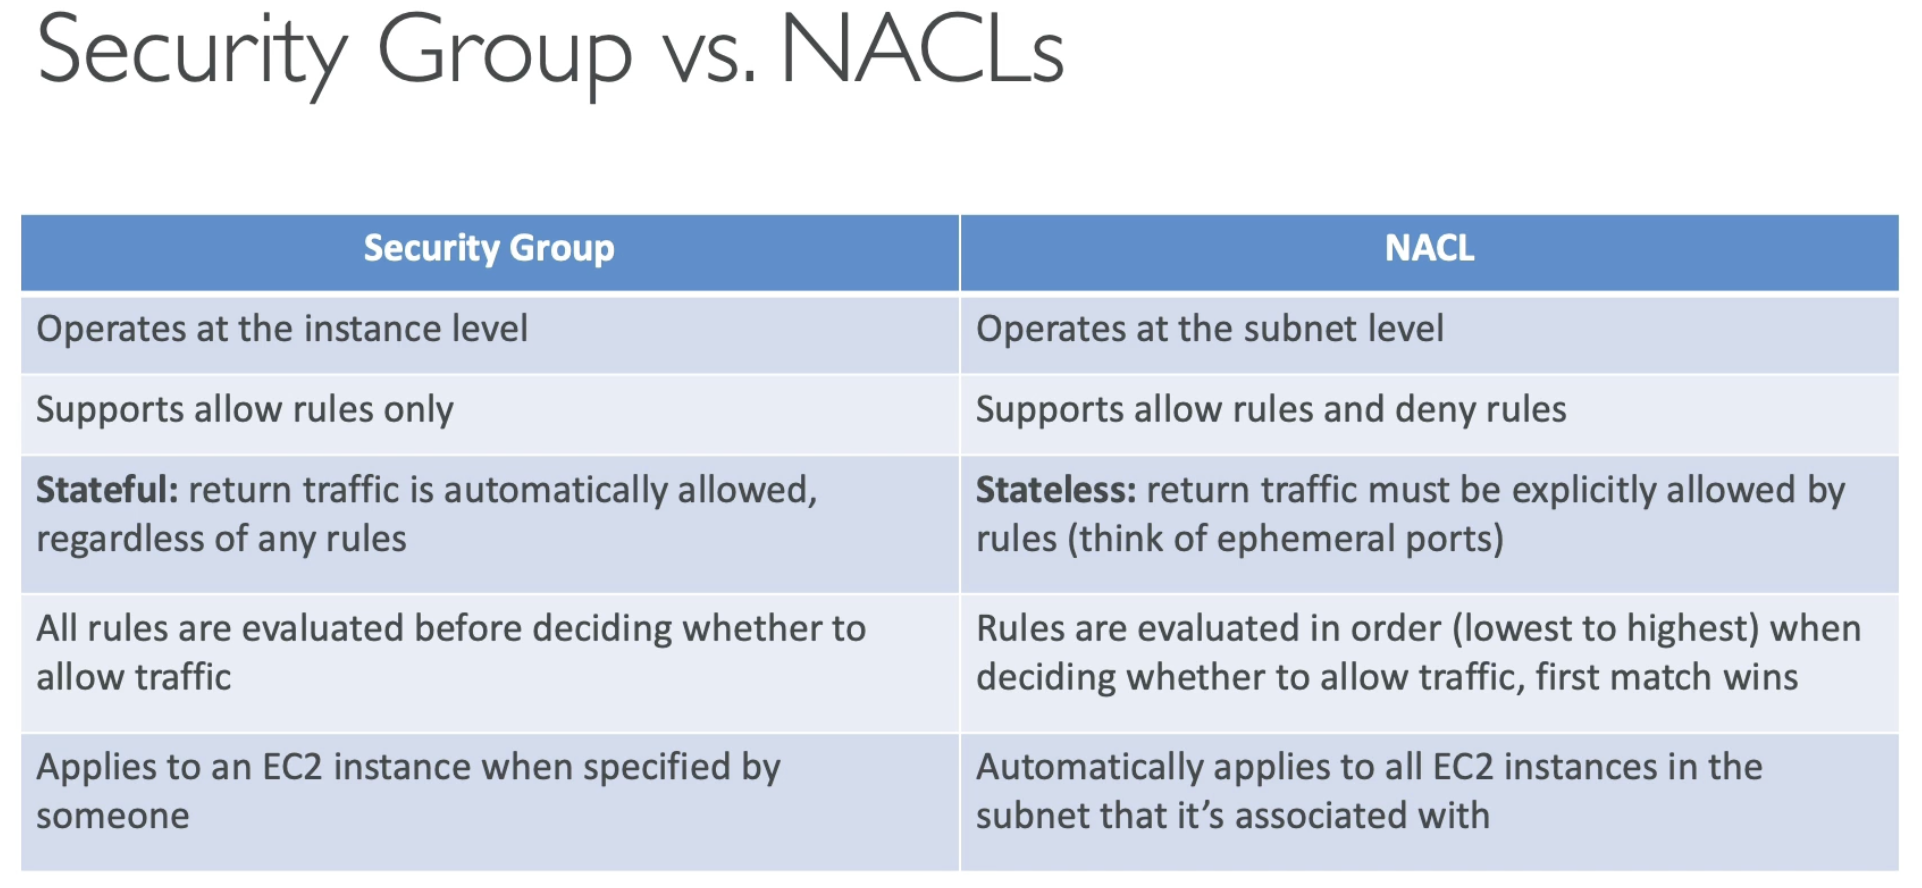 Security Group vs. NACLs
Security Group
NACL
Operates at the instance level
Operates at the subnet level
Supports allow rules only
Supports allow rules and deny rules
Stateful: return traffic is automatically allowed,
regardless of any rules
Stateless: return traffic must be explicitly allowed by
rules (think of ephemeral ports)
All rules are evaluated before deciding whether to
allow traffic
Rules are evaluated in order (lowest to highest) when
deciding whether to allow traffic, first match wins
Applies to an EC2 instance when specified by
someone
Automatically applies to all EC2 instances in the
subnet that it’s associated with